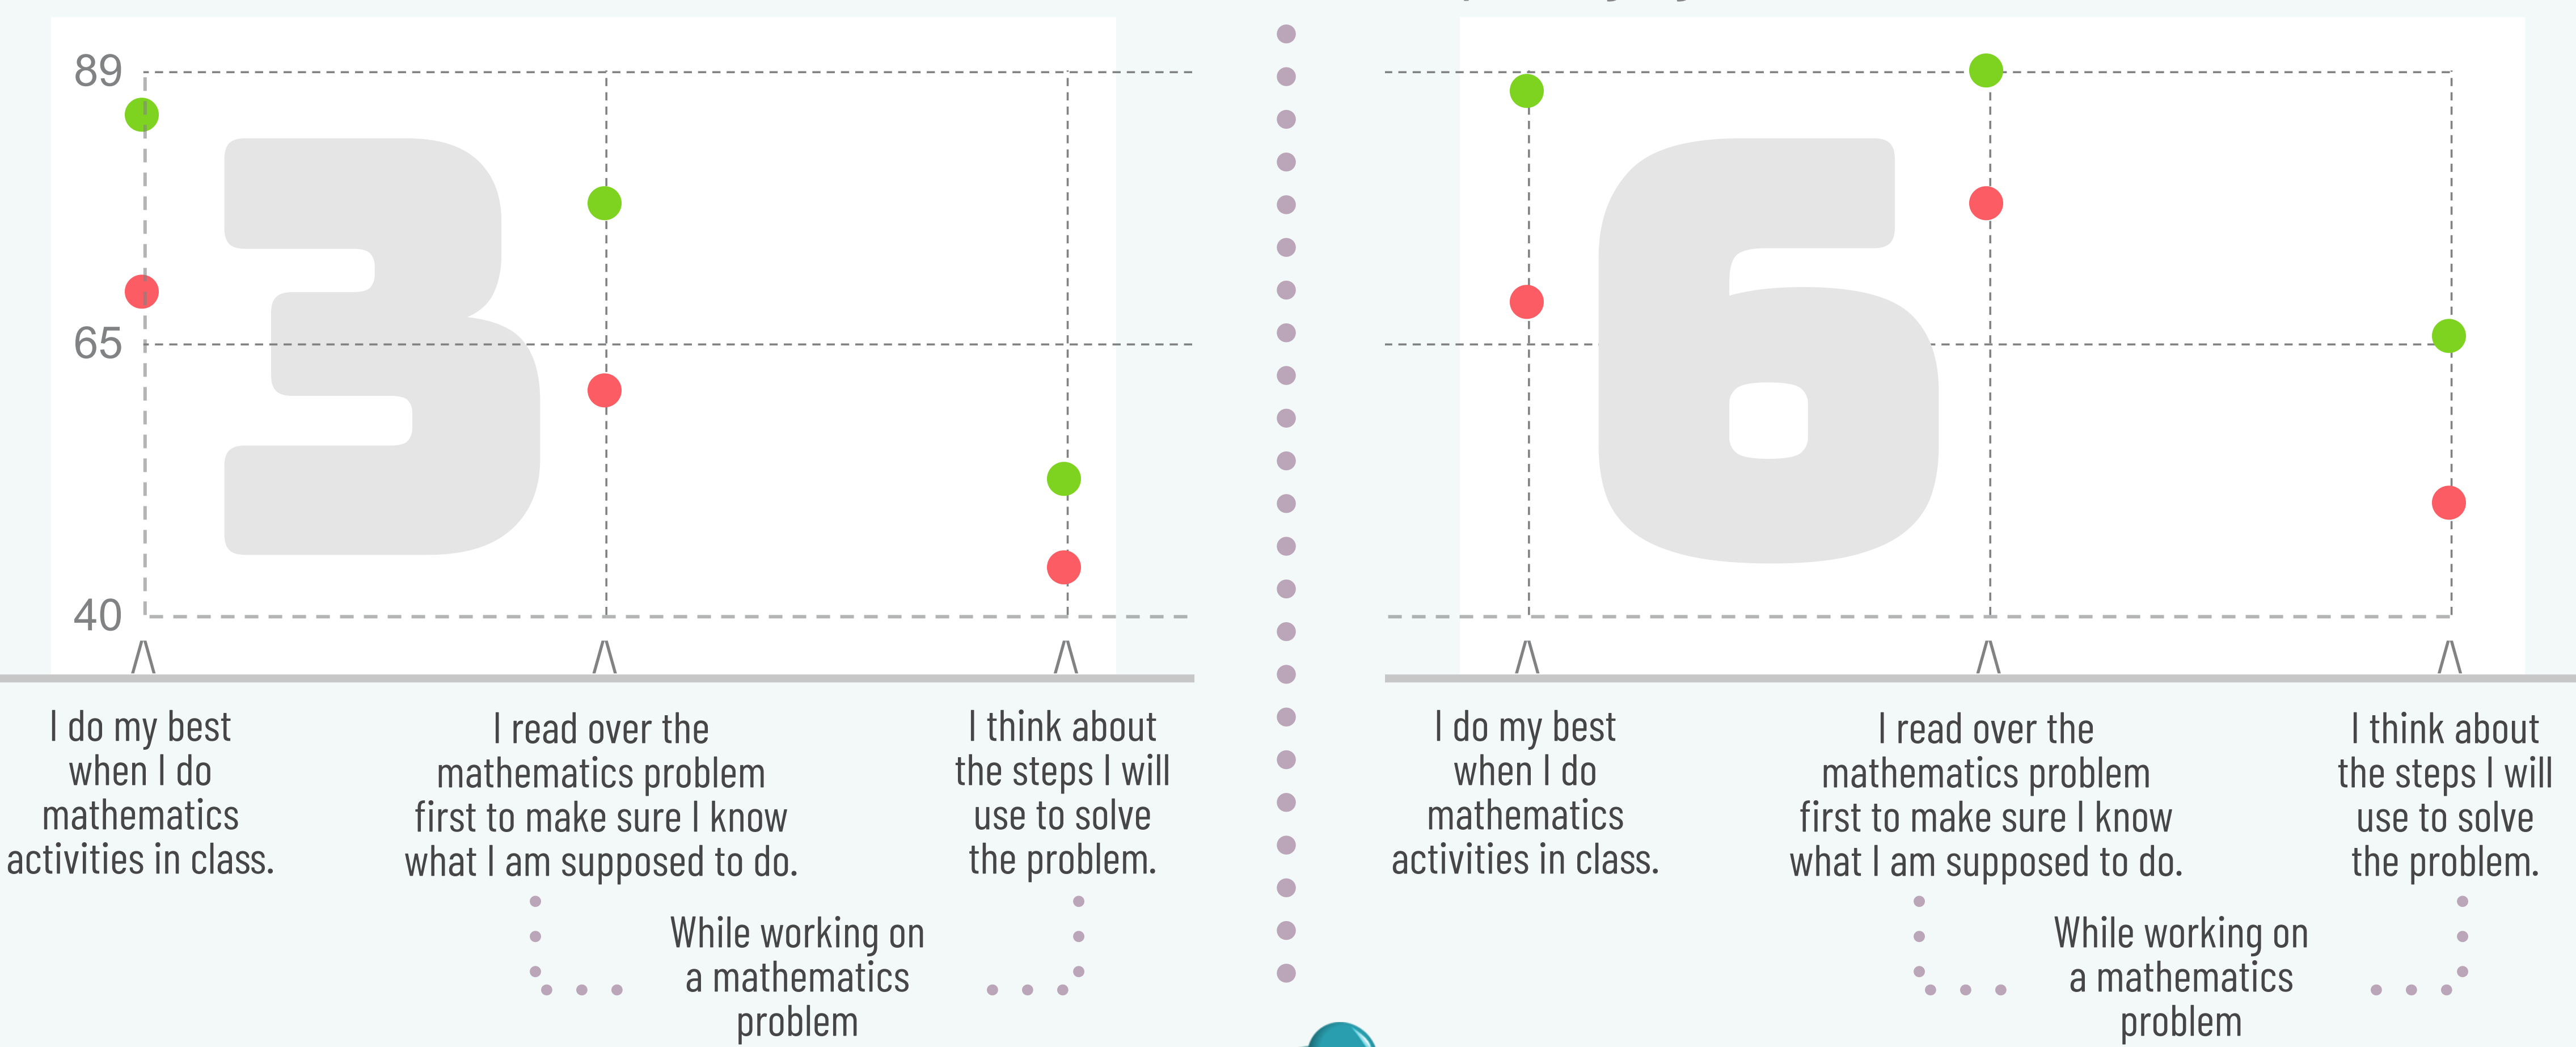 89
65
40
3
I do my best
when I do
mathematics
activities in class.
I read over the
mathematics problem
first to make sure I know
what I am supposed to do.
I think about
the steps I will
use to solve
the problem.
While working on
a mathematics
problem
6
I do my best
when I do
mathematics
activities in class.
I read over the
mathematics problem
first to make sure I know
what I am supposed to do.
I think about
the steps I will
use to solve
the problem.
While working on
a mathematics
problem